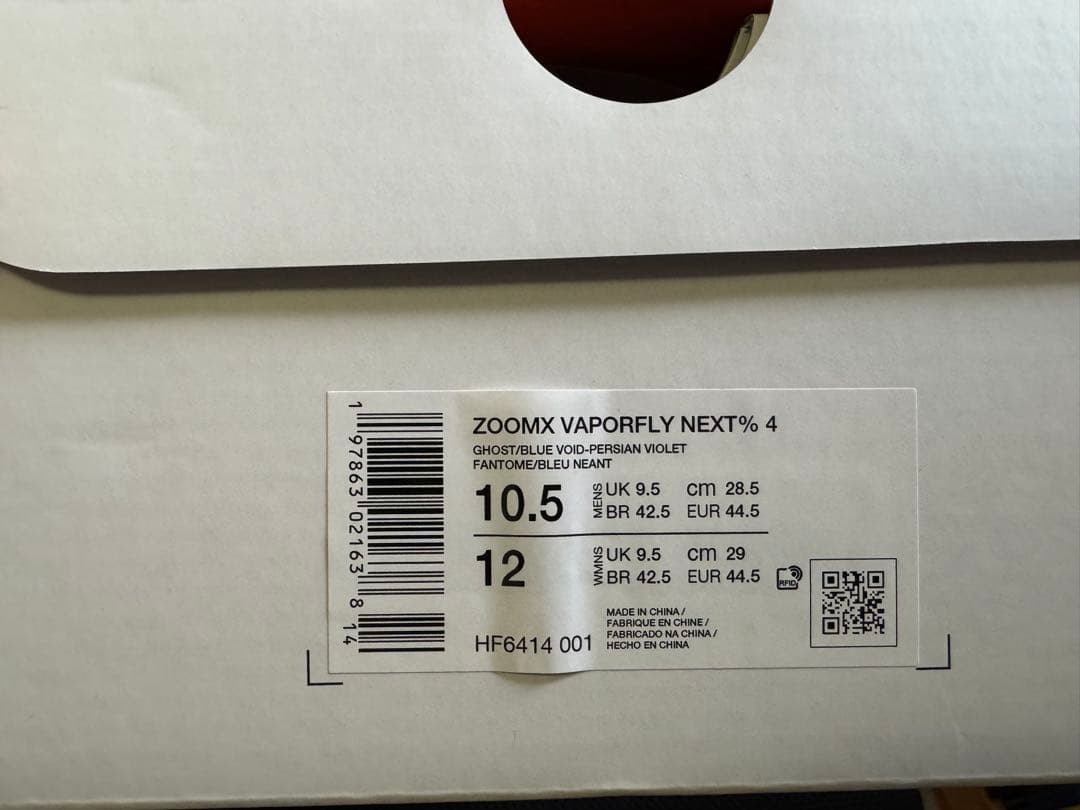 1 97863 02163 8 14
ZOOMX VAPORFLY NEXT% 4
GHOST/BLUE VOID-PERSIAN VIOLET
FANTOME/BLEU NEANT
10.5 MENS UK 9.5 cm 28.5
BR 42.5 EUR 44.5
12 WMNS UK 9.5 cm 29
BR 42.5 EUR 44.5
RFID
MADE IN CHINA /
FABRIQUE EN CHINE /
FABRICADO NA CHINA /
HECHO EN CHINA
HF6414 001